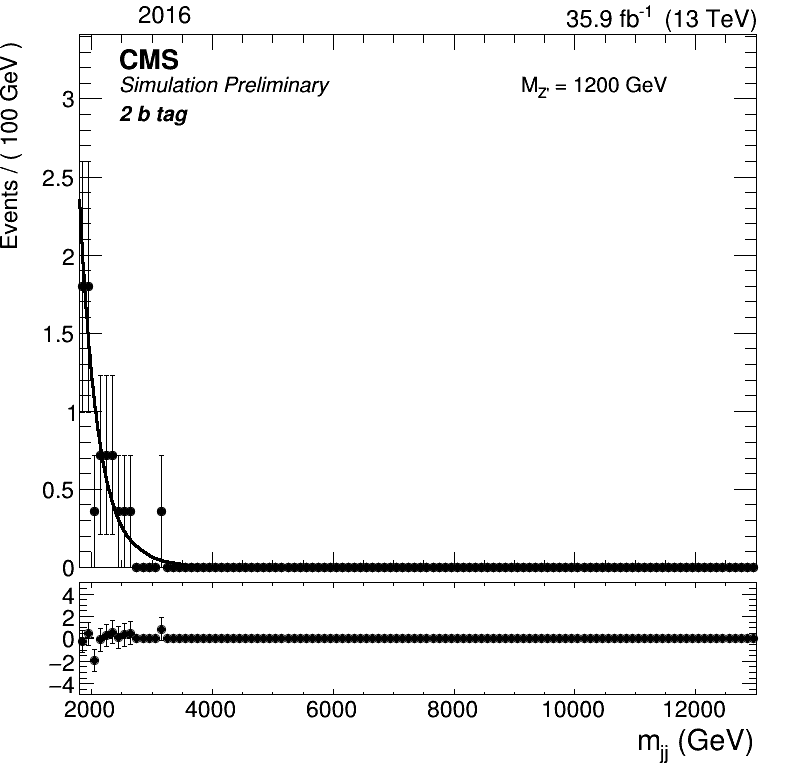 2016
35.9 fb⁻¹ (13 TeV)
CMS
Simulation Preliminary
M_Z' = 1200 GeV
2 b tag
Events / ( 100 GeV )
3
2.5
2
1.5
1
0.5
0
4
2
0
−2
−4
2000 4000 6000 8000 10000 12000
m_jj (GeV)